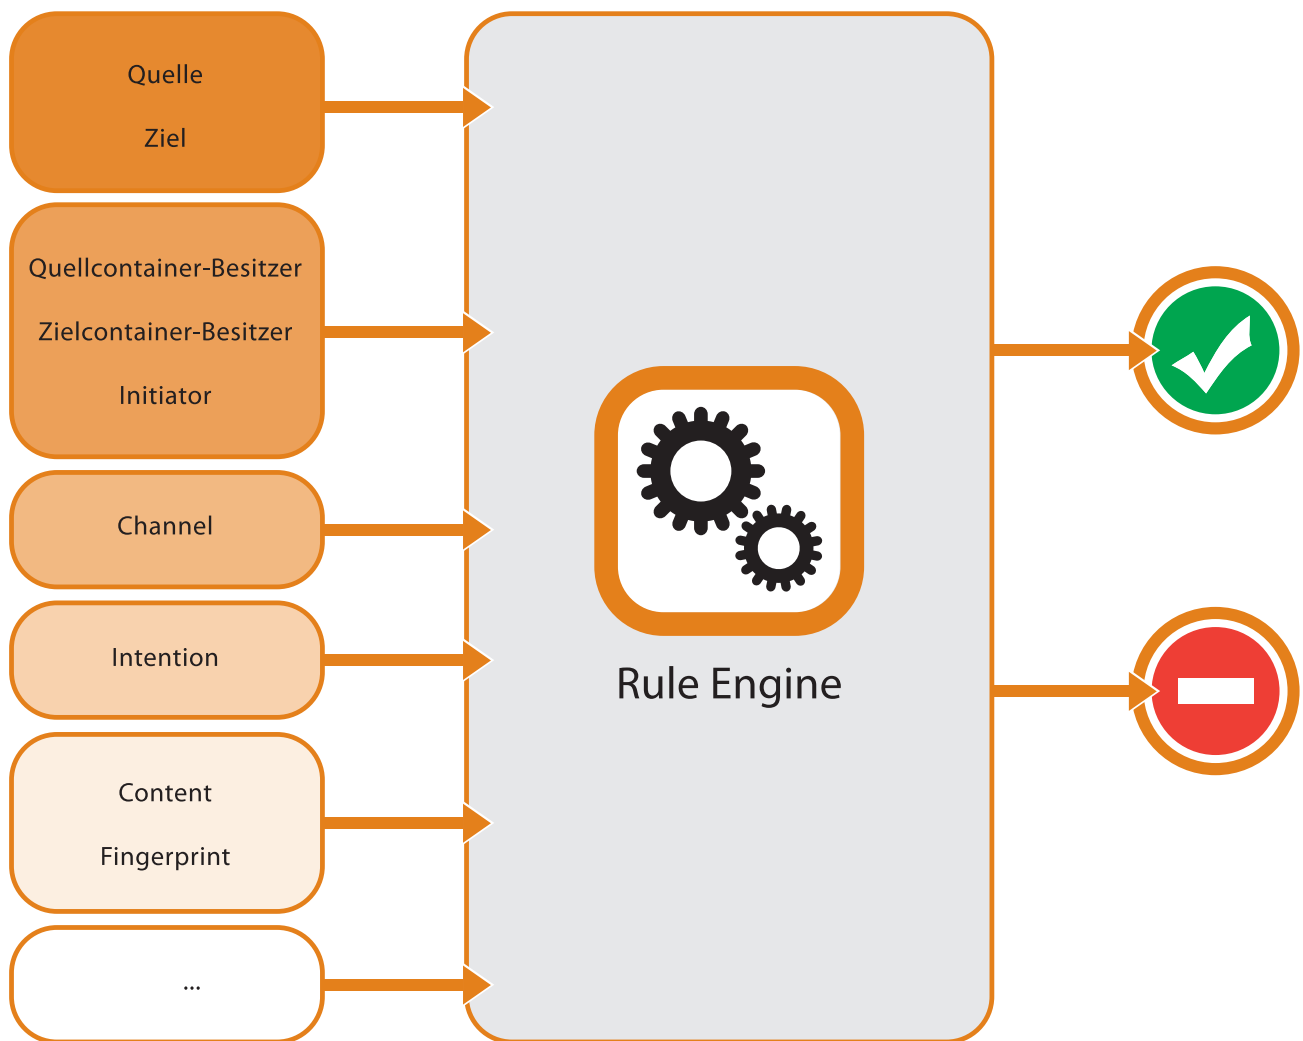 Quelle
Ziel
Quellcontainer-Besitzer
Zielcontainer-Besitzer
Initiator
Channel
Intention
Content
Fingerprint
...
Rule Engine